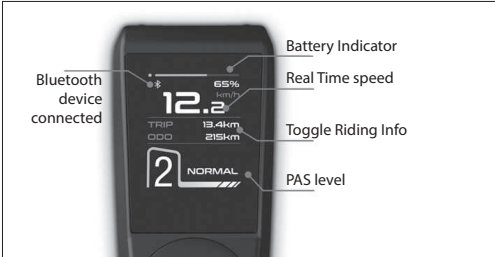 Battery Indicator
65%
km/h
Real Time speed
Bluetooth
device
connected
12.2
TRIP 13.4km
ODO 215km
Toggle Riding Info
2 NORMAL
PAS level